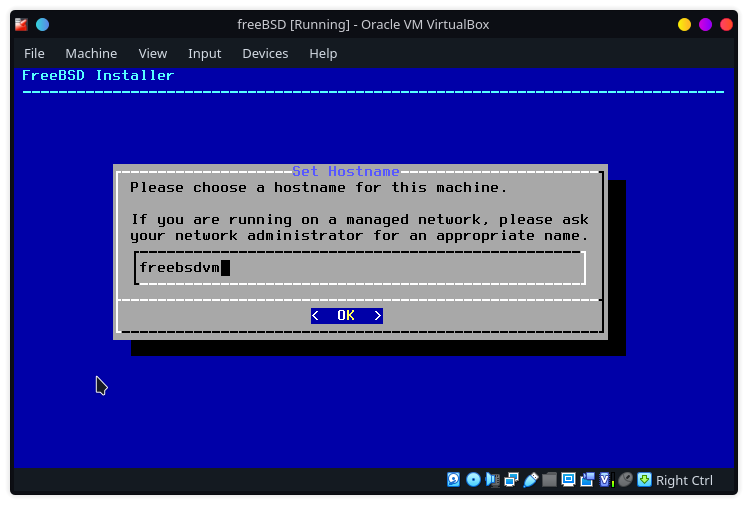 freeBSD [Running] - Oracle VM VirtualBox
File Machine View Input Devices Help
FreeBSD Installer
Set Hostname
Please choose a hostname for this machine.
If you are running on a managed network, please ask
your network administrator for an appropriate name.
freebsdvm
< OK >
Right Ctrl